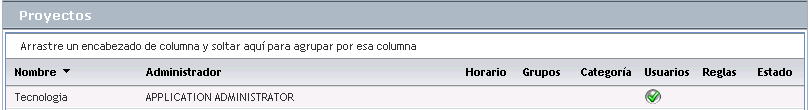 Proyectos
Arrastre un encabezado de columna y soltar aquí para agrupar por esa columna
Nombre Administrador Horario Grupos Categoría Usuarios Reglas Estado
Tecnología APPLICATION ADMINISTRATOR